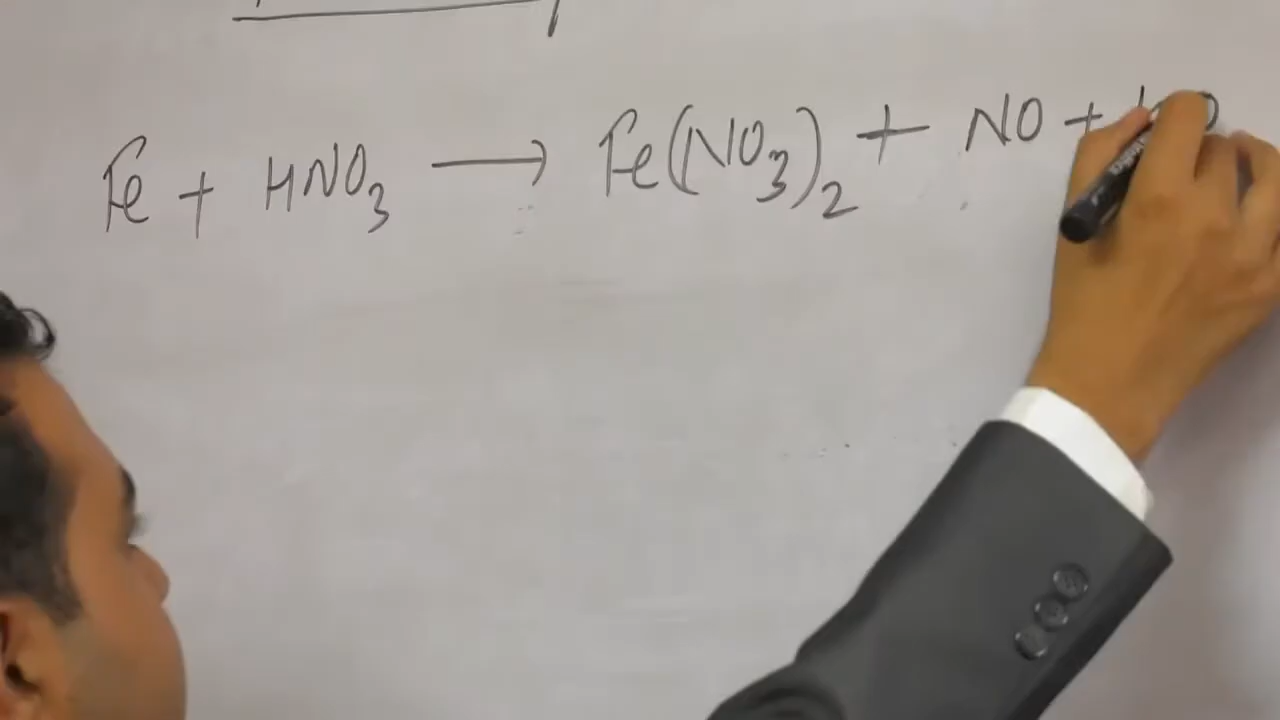 Fe + HNO3 → Fe(NO3)2 + NO +